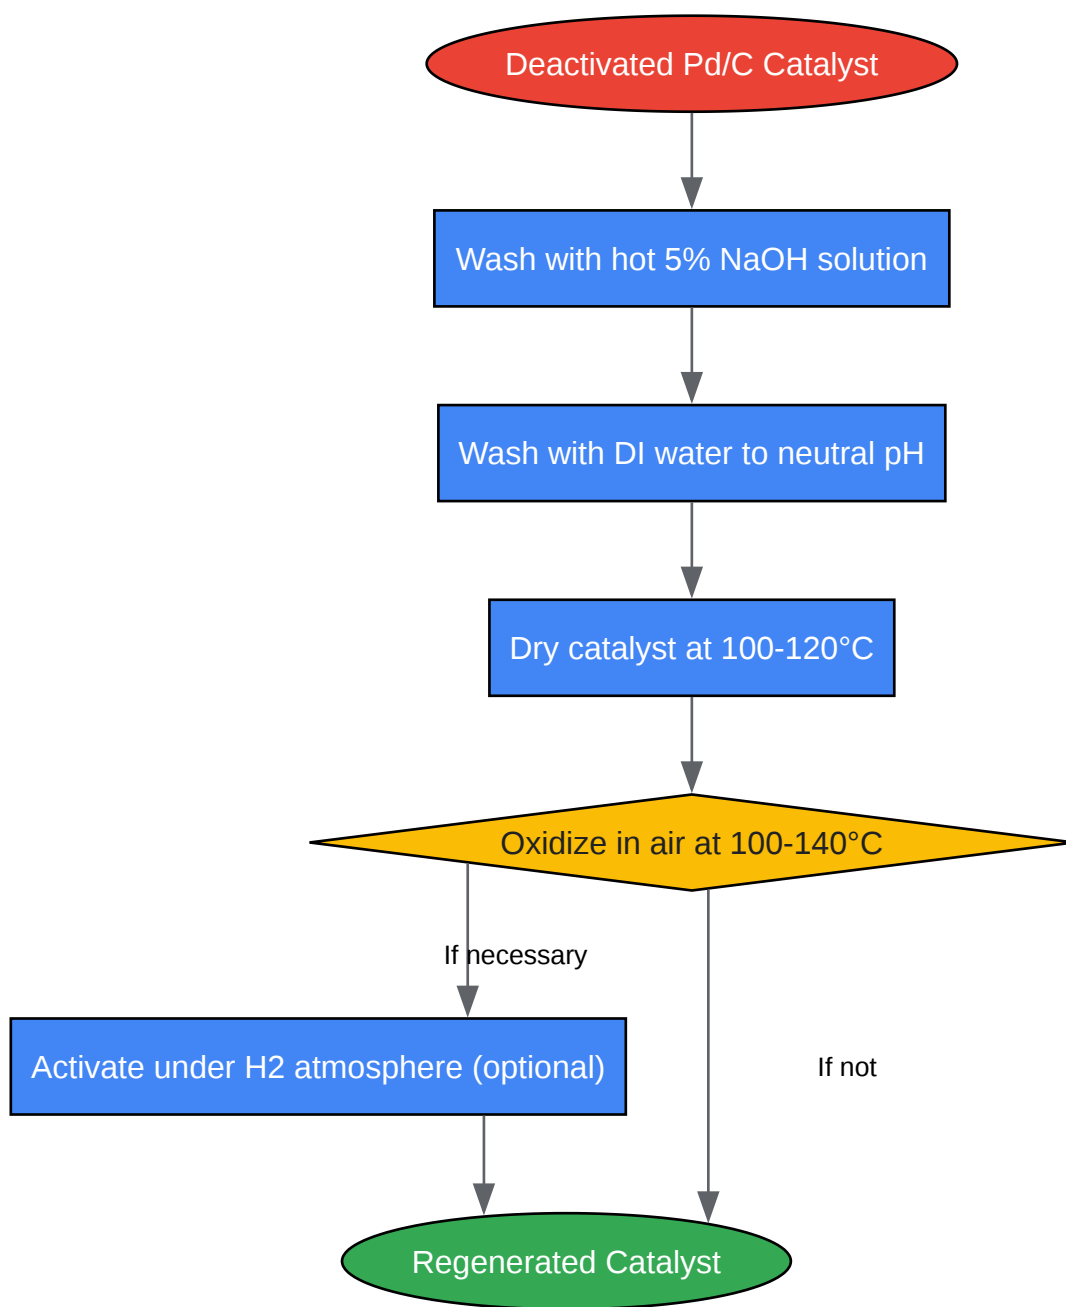 Deactivated Pd/C Catalyst
Wash with hot 5% NaOH solution
Wash with DI water to neutral pH
Dry catalyst at 100-120°C
Oxidize in air at 100-140°C
If necessary
Activate under H2 atmosphere (optional)
If not
Regenerated Catalyst